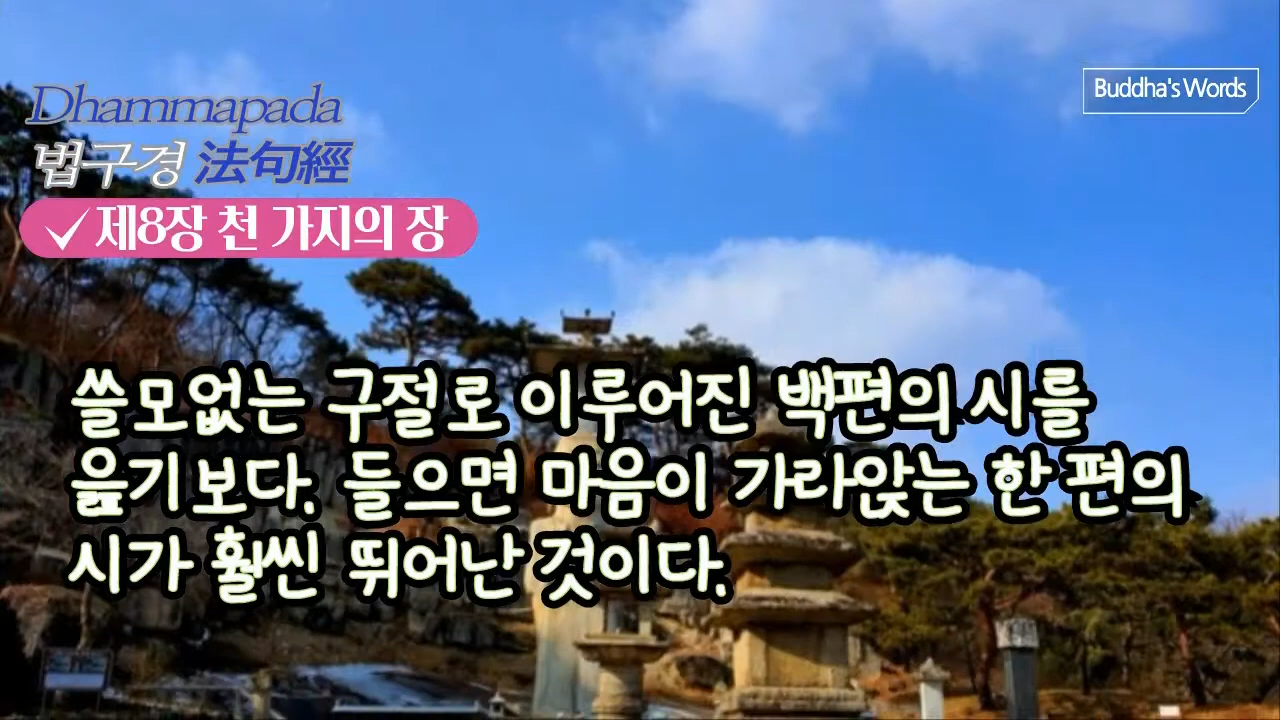 Dhammapada
Buddha's Words
법구경 法句經
제8장 천 가지의 장
쓸모없는 구절로 이루어진 백편의 시를
읊기보다. 들으면 마음이 가라앉는 한 편의
시가 훨씬 뛰어난 것이다.